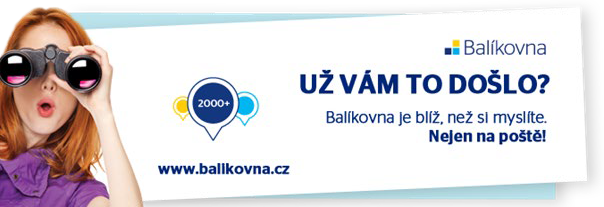 Balíkovna
UŽ VÁM TO DOŠLO?
2000+
Balíkovna je blíž, než si myslíte.
Nejen na poště!
www.balikovna.cz